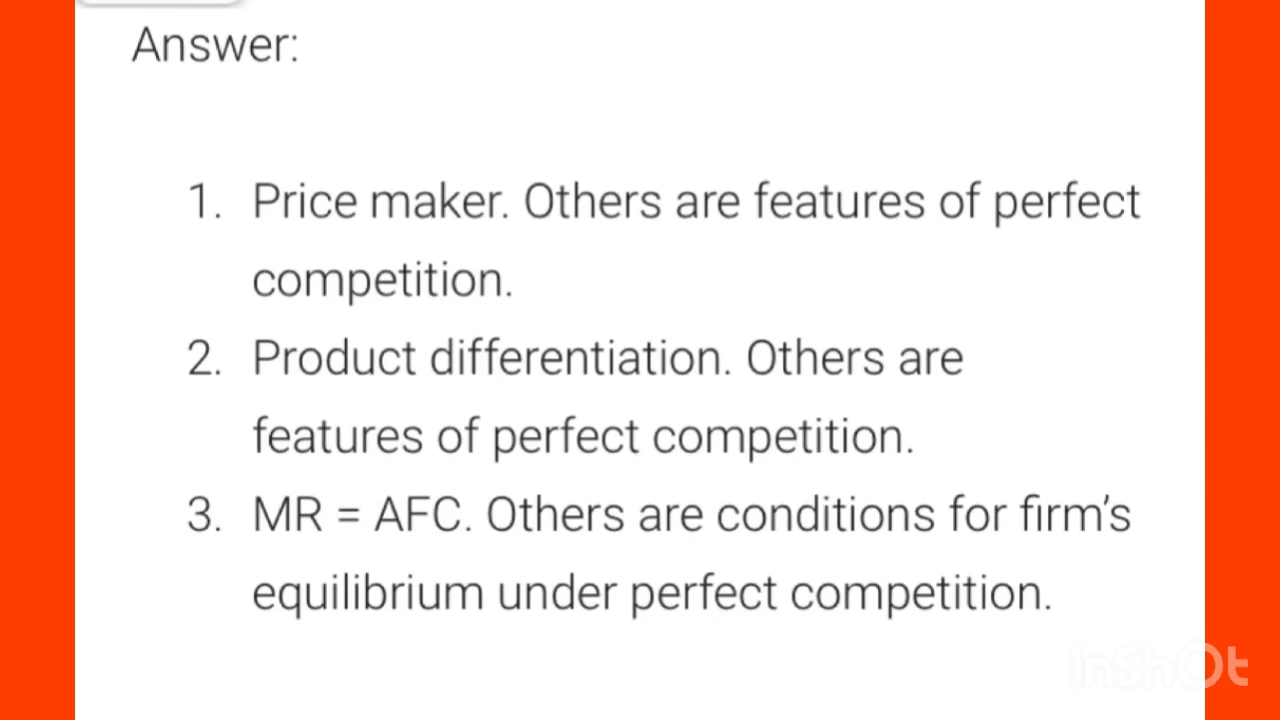 Answer:
1. Price maker. Others are features of perfect
competition.
2. Product differentiation. Others are
features of perfect competition.
3. MR = AFC. Others are conditions for firm’s
equilibrium under perfect competition.
InShOt